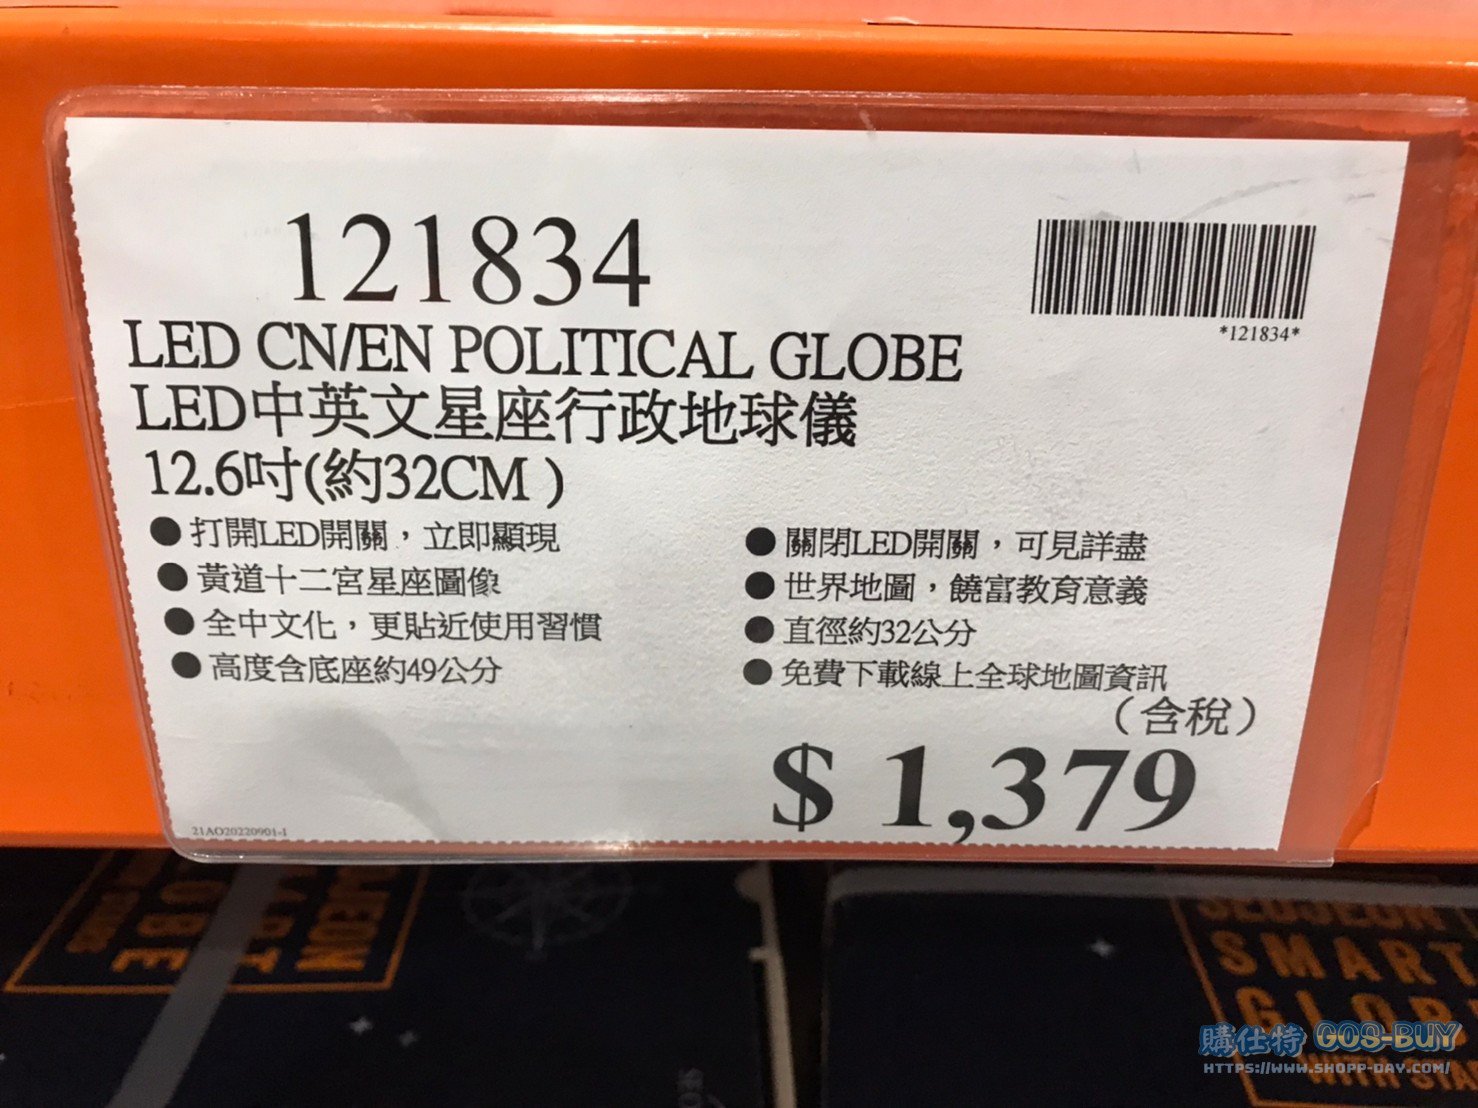 121834
*121834*
LED CN/EN POLITICAL GLOBE
LED中英文星座行政地球儀
12.6吋(約32CM )
● 打開LED開關，立即顯現
● 黃道十二宮星座圖像
● 全中文化，更貼近使用習慣
● 高度含底座約49公分
● 關閉LED開關，可見詳盡
● 世界地圖，饒富教育意義
● 直徑約32公分
● 免費下載線上全球地圖資訊
（含稅）
$ 1,379
21AO20220901-1
SEOJEON
SMART
購仕特 GOS-BUY
HTTPS://WWW.SHOPP-DAY.COM/